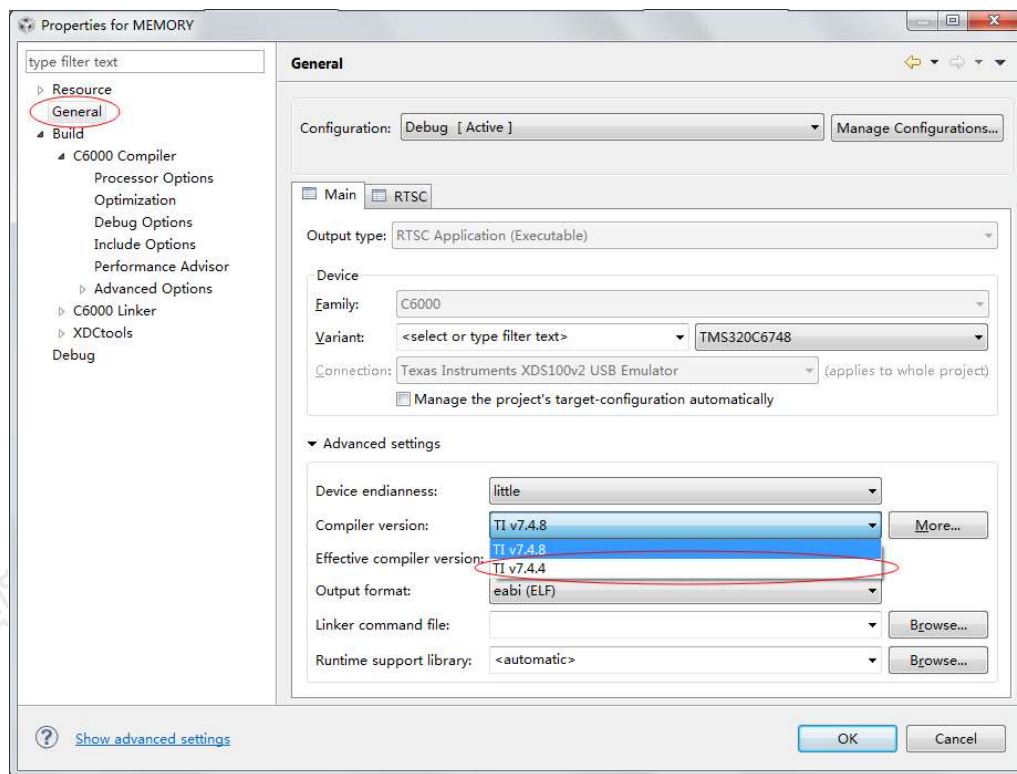 Properties for MEMORY
type filter text
Resource
General
Build
C6000 Compiler
Processor Options
Optimization
Debug Options
Include Options
Performance Advisor
Advanced Options
C6000 Linker
XDCtools
Debug
General
Configuration: Debug [ Active ] Manage Configurations...
Main RTSC
Output type: RTSC Application (Executable)
Device
Family: C6000
Variant: <select or type filter text> TMS320C6748
Connection: Texas Instruments XDS100v2 USB Emulator (applies to whole project)
Manage the project's target-configuration automatically
Advanced settings
Device endianness: little
Compiler version: TI v7.4.8 More...
TI v7.4.8
Effective compiler version:
TI v7.4.4
Output format: eabi (ELF)
Linker command file: Browse...
Runtime support library: <automatic> Browse...
Show advanced settings OK Cancel